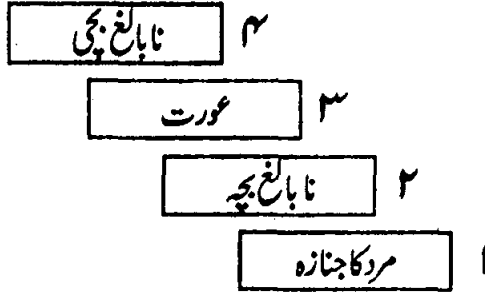 نابالغ بچی ۴
عورت ۳
نابالغ بچہ ۲
مرد کا جنازہ ۱